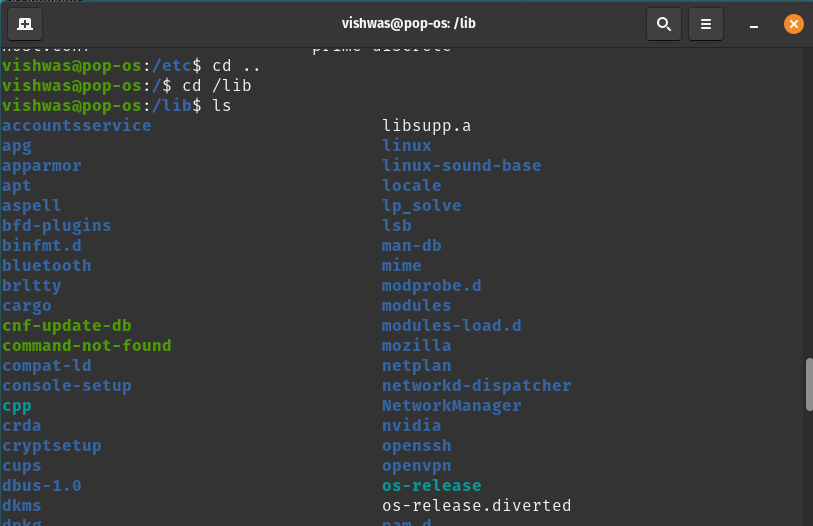 vishwas@pop-os: /lib
host.conf prime-discrete
vishwas@pop-os:/etc$ cd ..
vishwas@pop-os:/$ cd /lib
vishwas@pop-os:/lib$ ls
accountsservice libsupp.a
apg linux
apparmor linux-sound-base
apt locale
aspell lp_solve
bfd-plugins lsb
binfmt.d man-db
bluetooth mime
brltty modprobe.d
cargo modules
cnf-update-db modules-load.d
command-not-found mozilla
compat-ld netplan
console-setup networkd-dispatcher
cpp NetworkManager
crda nvidia
cryptsetup openssh
cups openvpn
dbus-1.0 os-release
dkms os-release.diverted
dpkg pam.d